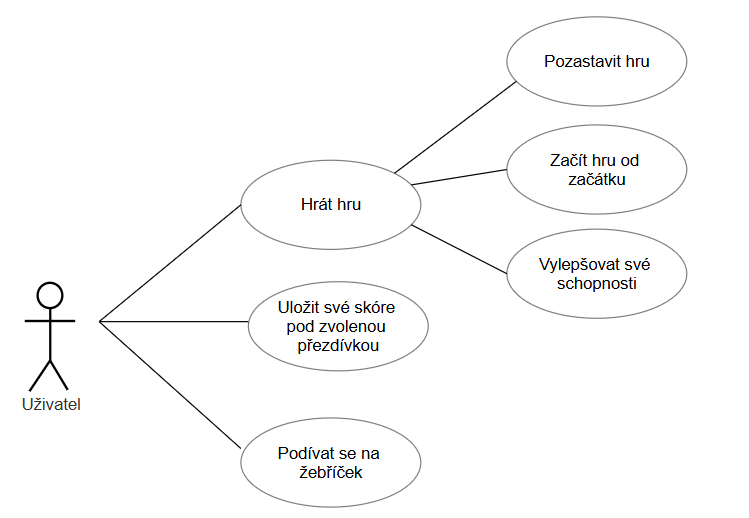 Pozastavit hru
Začít hru od
začátku
Hrát hru
Vylepšovat své
schopnosti
Uložit své skóre
pod zvolenou
přezdívkou
Uživatel
Podívat se na
žebříček